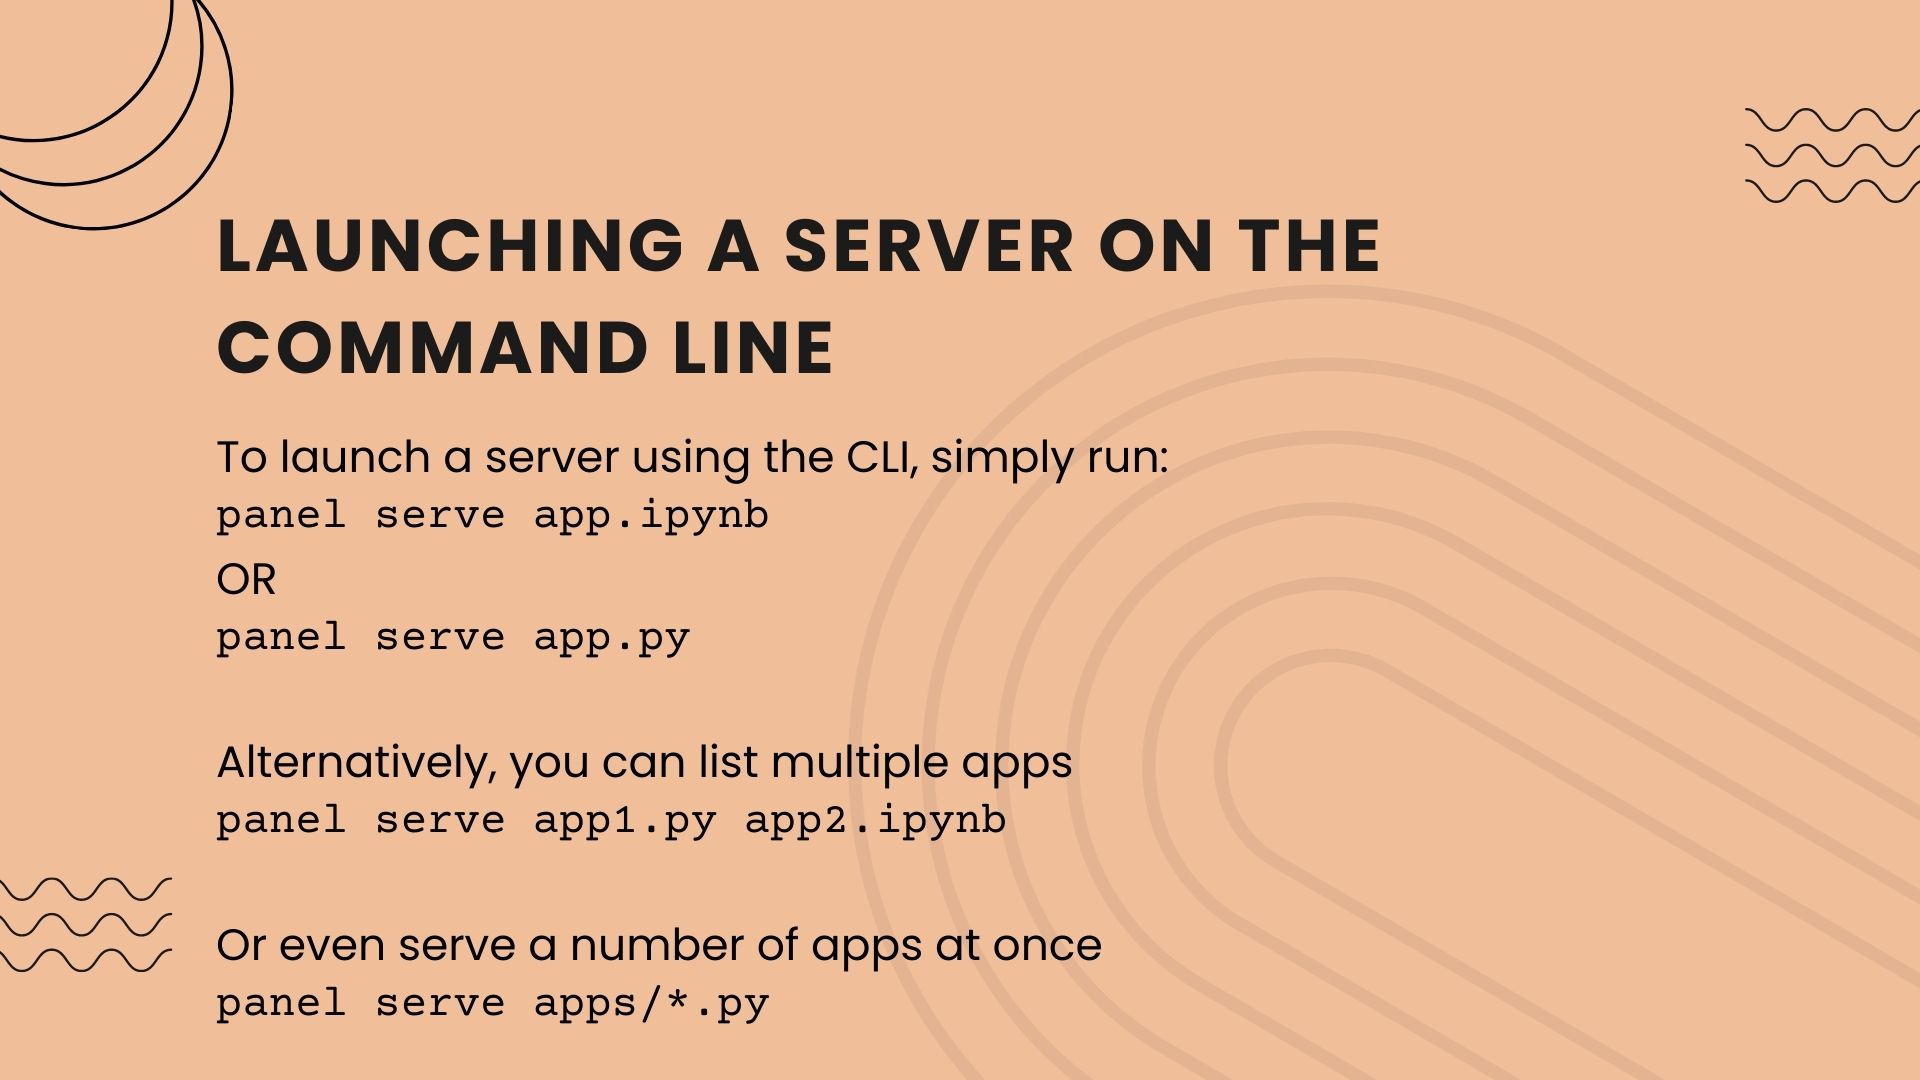 LAUNCHING A SERVER ON THE
COMMAND LINE
To launch a server using the CLI, simply run:
panel serve app.ipynb
OR
panel serve app.py
Alternatively, you can list multiple apps
panel serve app1.py app2.ipynb
Or even serve a number of apps at once
panel serve apps/*.py